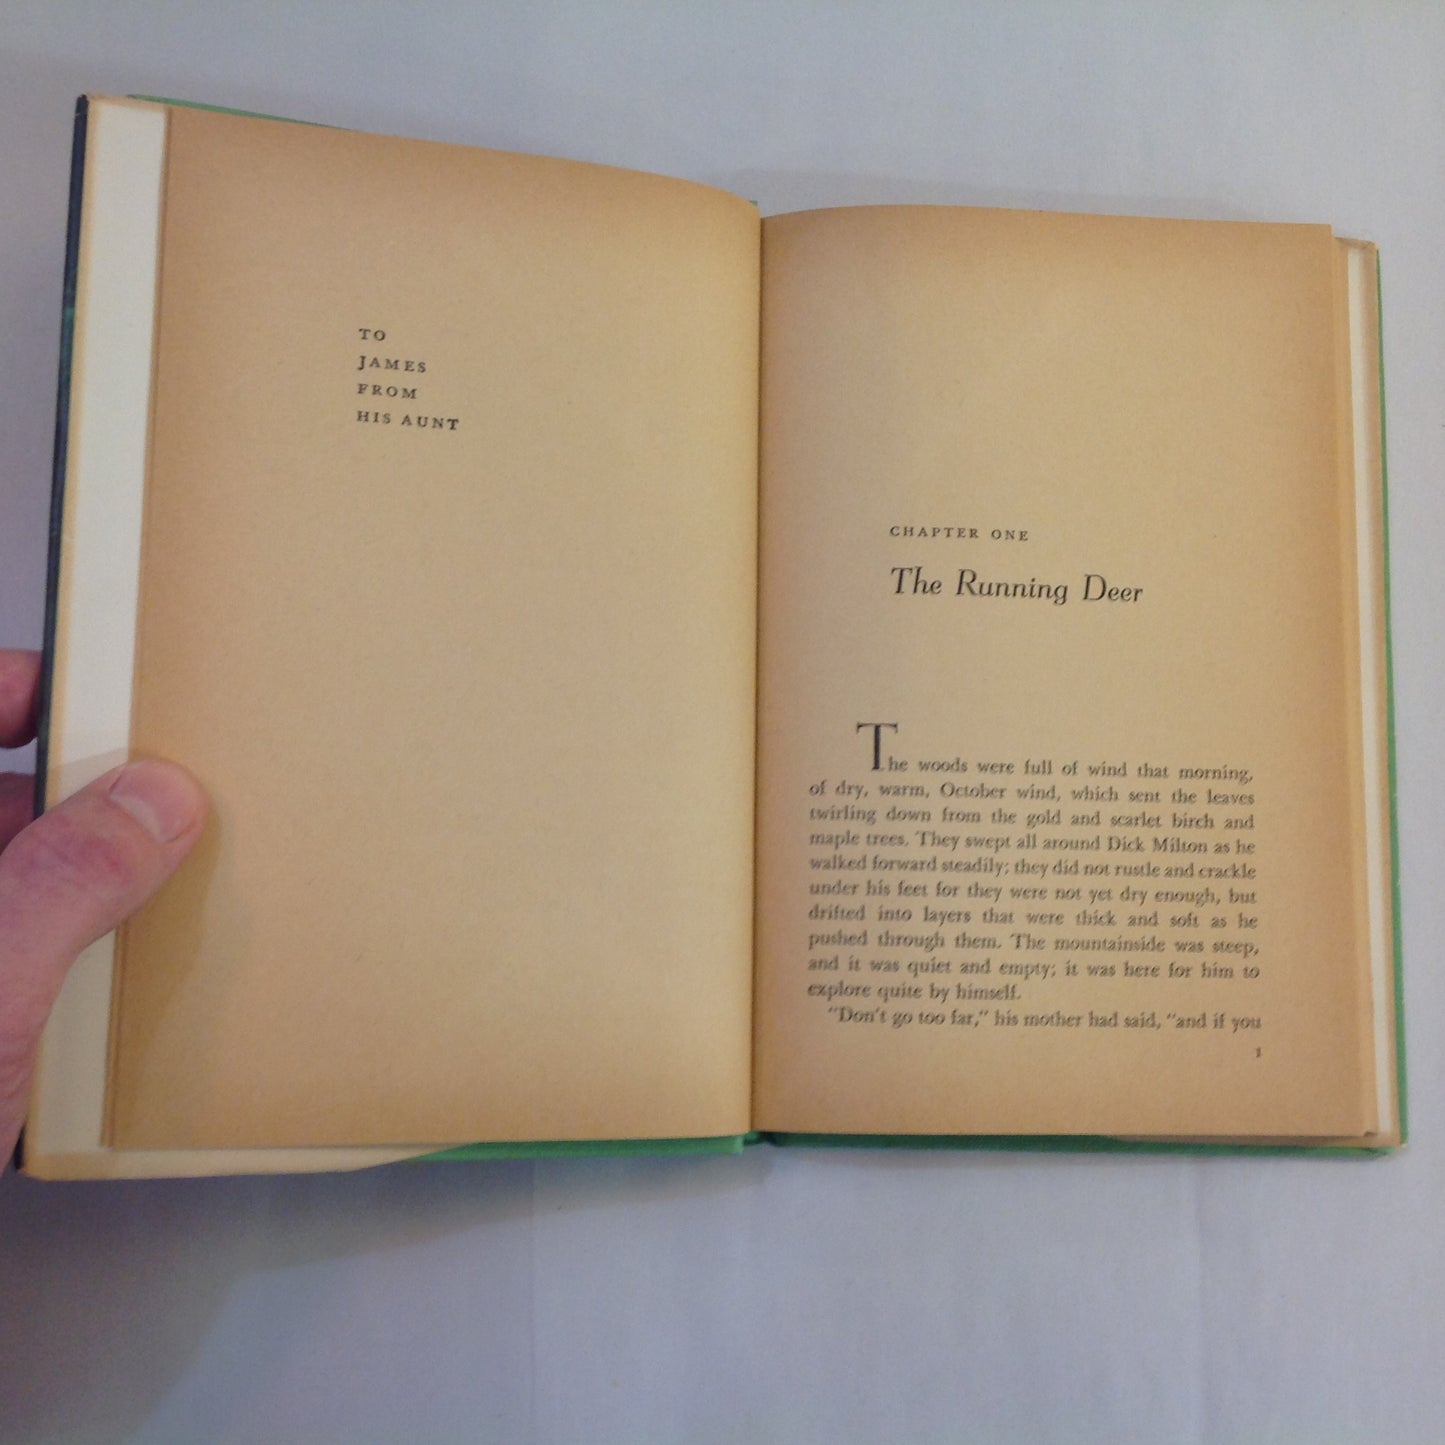 TO
JAMES
FROM
HIS AUNT
CHAPTER ONE
The Running Deer
The woods were full of wind that morning,
of dry, warm, October wind, which sent the leaves
twirling down from the gold and scarlet birch and
maple trees. They swept all around Dick Milton as he
walked forward steadily; they did not rustle and crackle
under his feet for they were not yet dry enough, but
drifted into layers that were thick and soft as he
pushed through them. The mountainside was steep,
and it was quiet and empty; it was here for him to
explore quite by himself.
"Don't go too far," his mother had said, "and if you
1